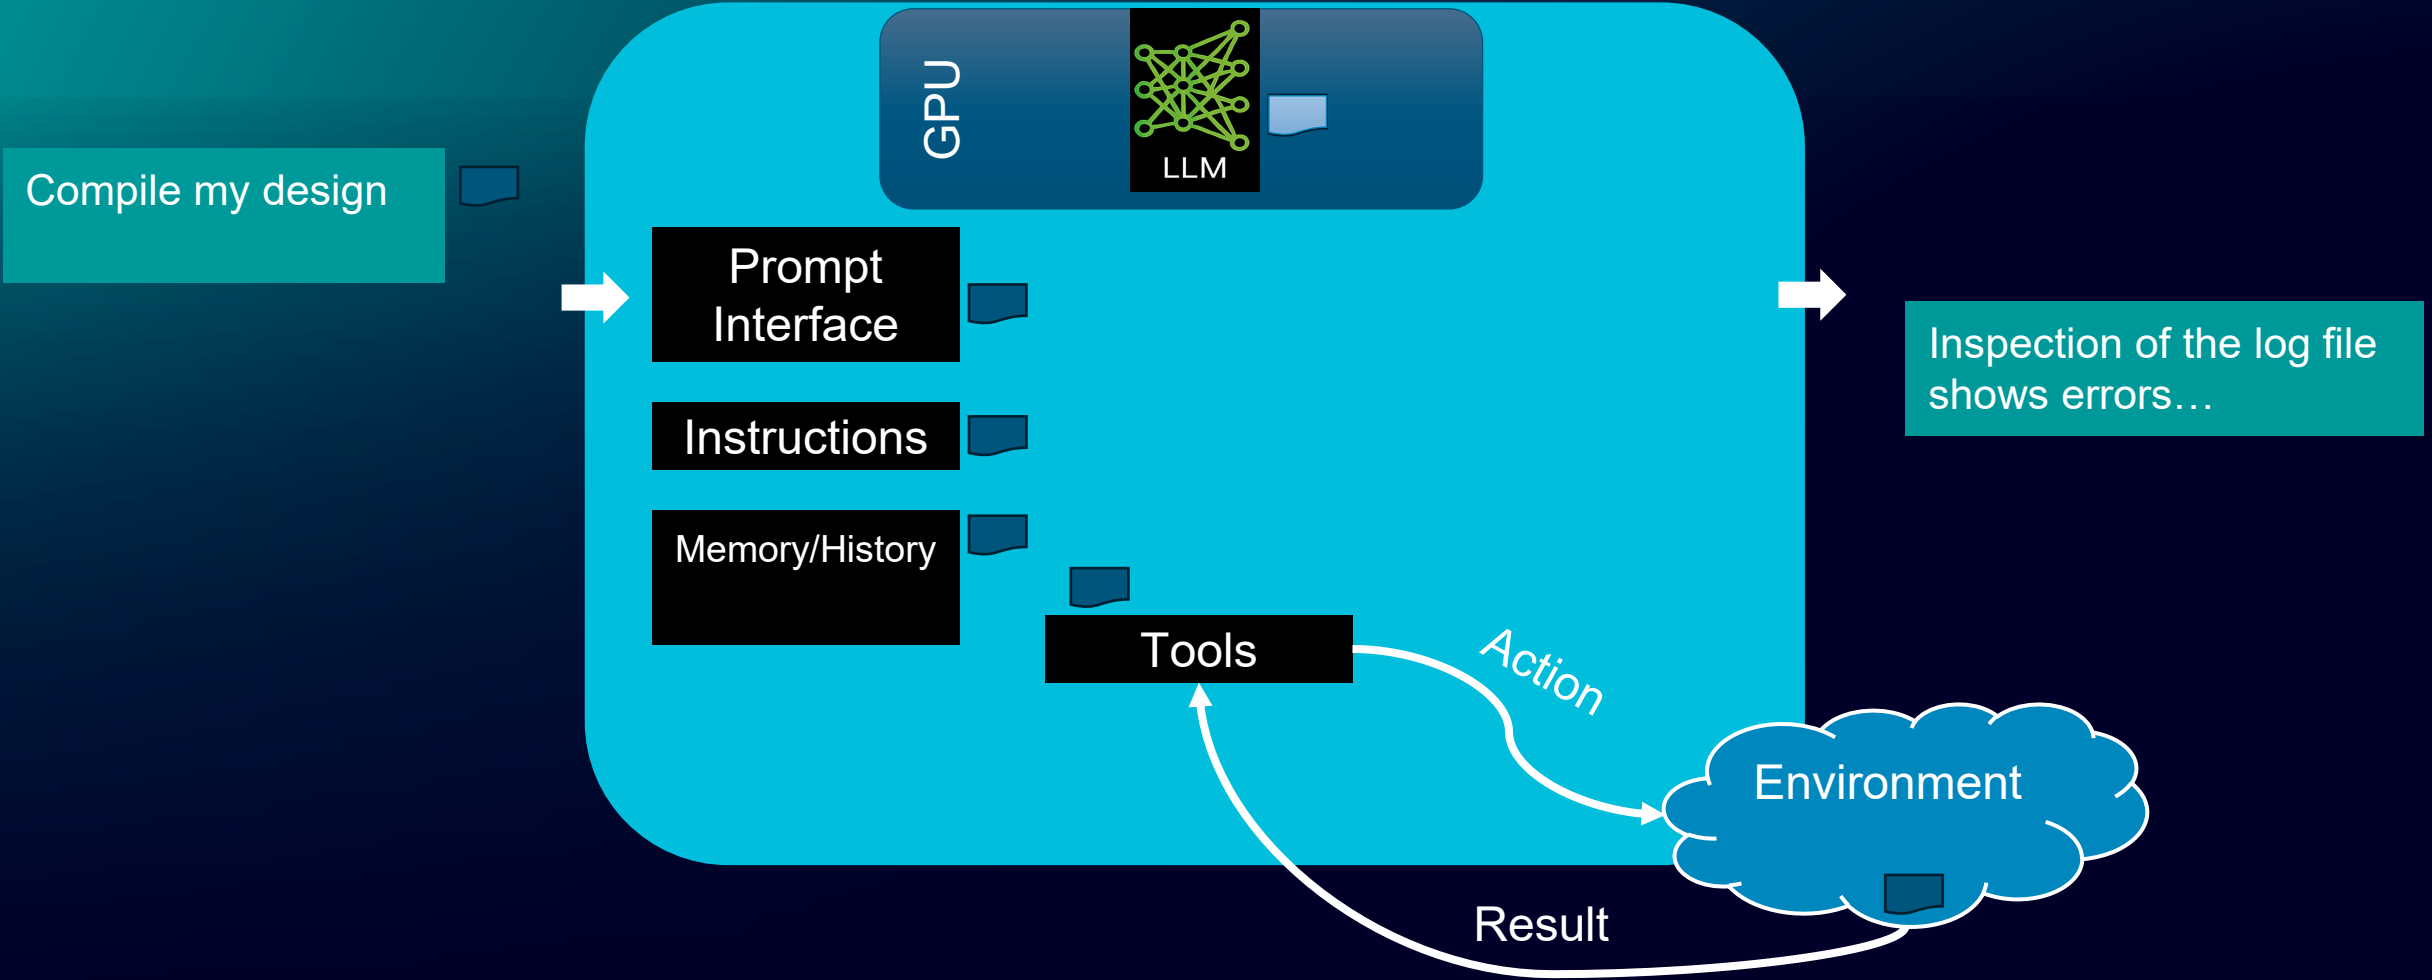 GPU
LLM
Compile my design
Prompt
Interface
Inspection of the log file
shows errors…
Instructions
Memory/History
Tools
Action
Environment
Result